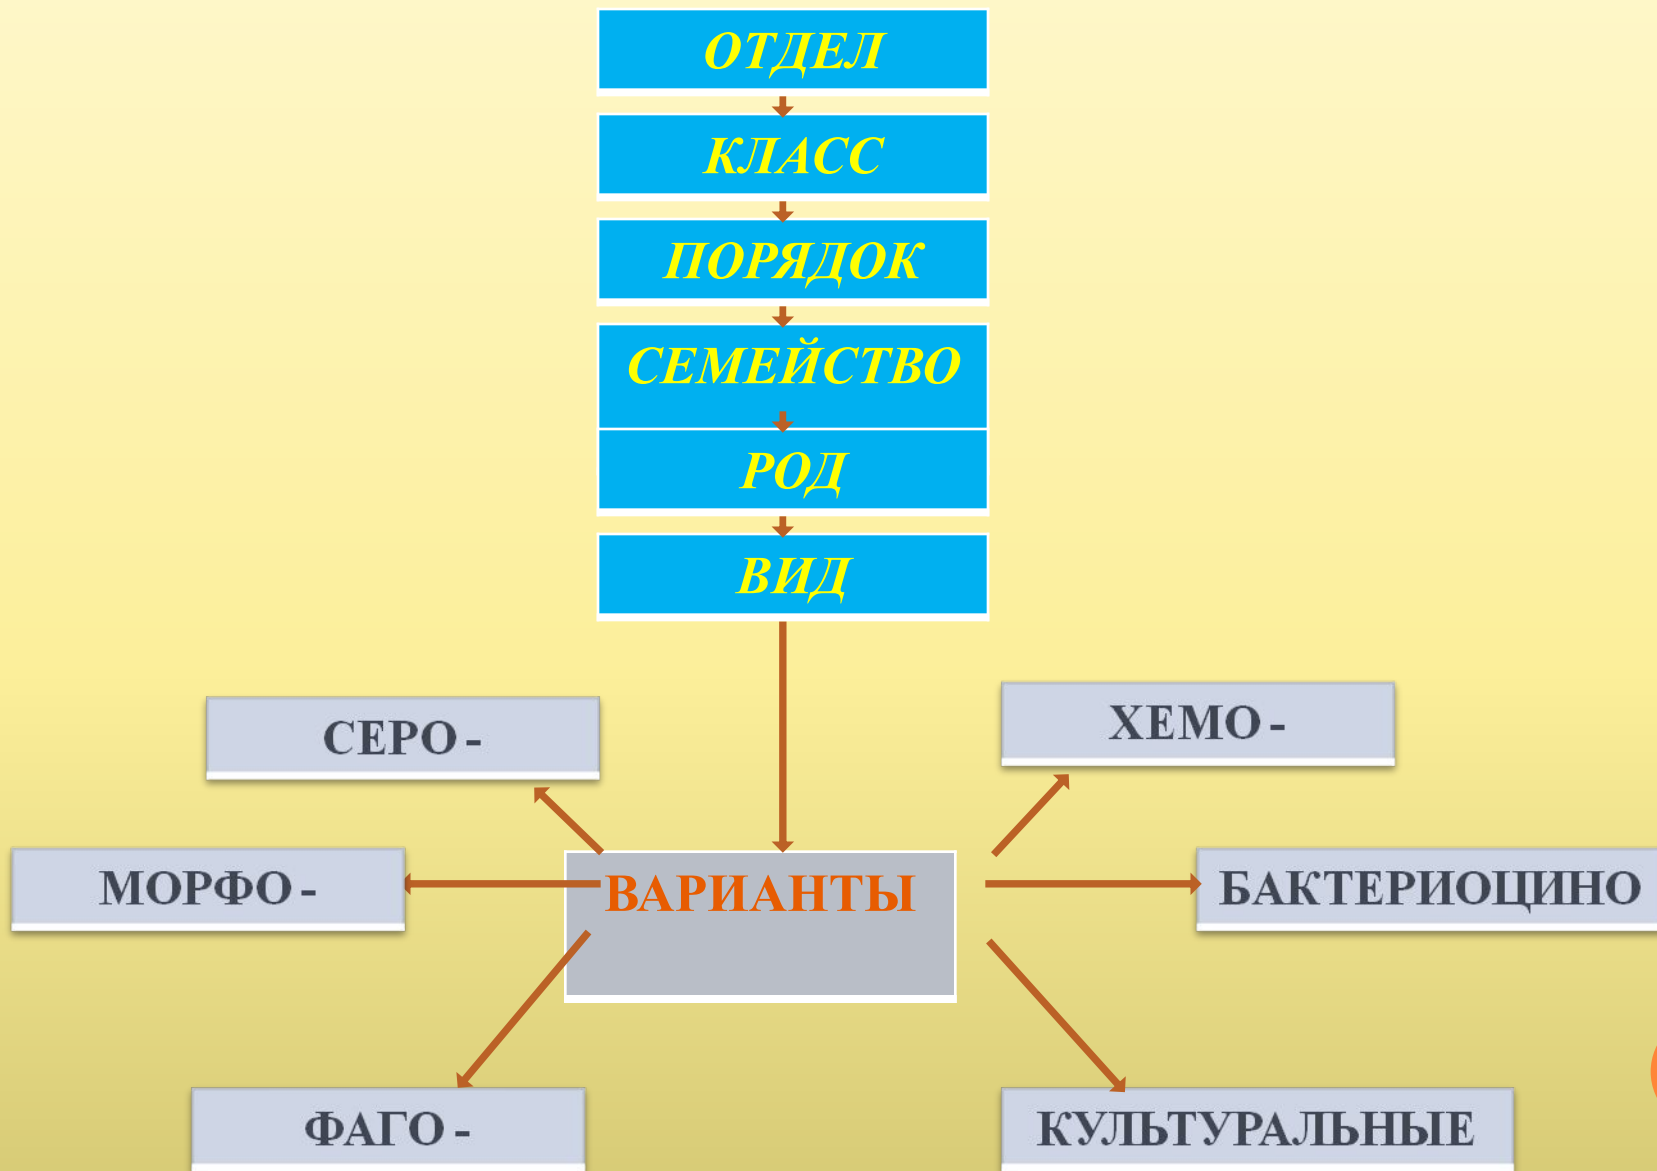 ОТДЕЛ
КЛАСС
ПОРЯДОК
СЕМЕЙСТВО
РОД
ВИД
СЕРО -
ХЕМО -
МОРФО -
ВАРИАНТЫ
БАКТЕРИОЦИНО
ФАГО -
КУЛЬТУРАЛЬНЫЕ